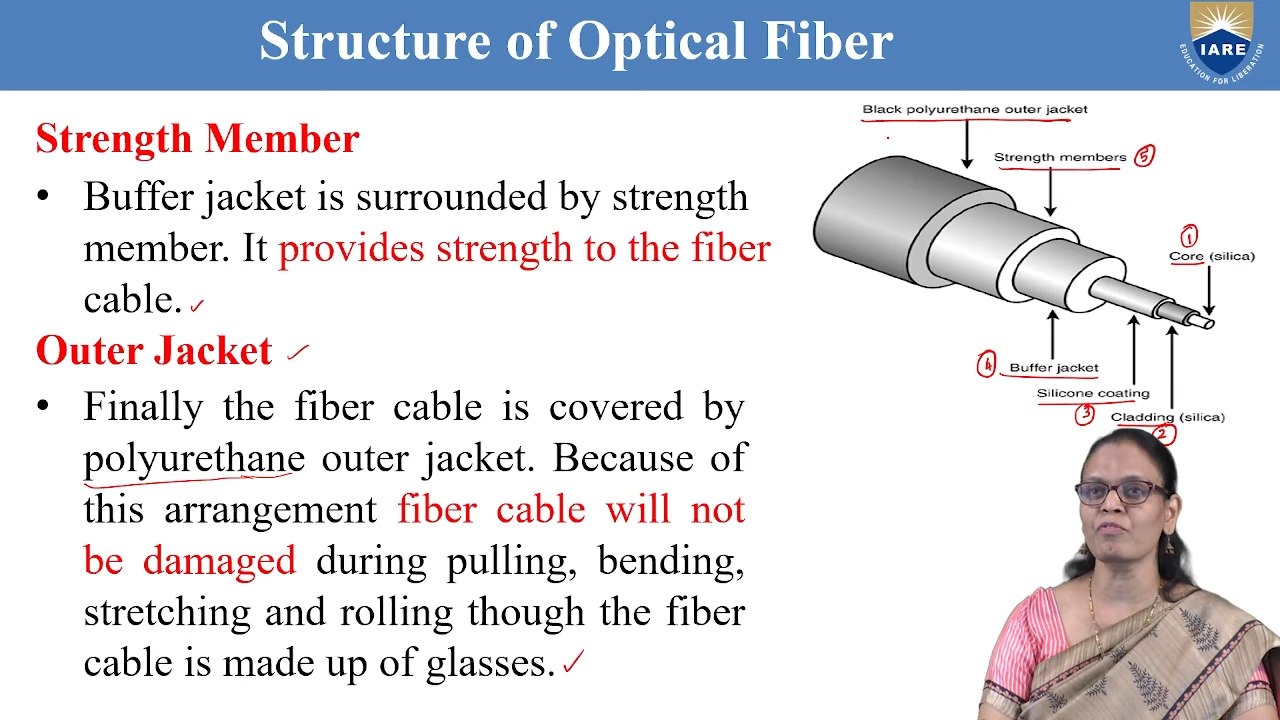 Structure of Optical Fiber
IARE
EDUCATION FOR LIBERATION
Strength Member
• Buffer jacket is surrounded by strength
member. It provides strength to the fiber
cable.
Outer Jacket
• Finally the fiber cable is covered by
polyurethane outer jacket. Because of
this arrangement fiber cable will not
be damaged during pulling, bending,
stretching and rolling though the fiber
cable is made up of glasses.
Black polyurethane outer jacket
Strength members 5
1
Core (silica)
4 Buffer jacket
Silicone coating
3
Cladding (silica)
2